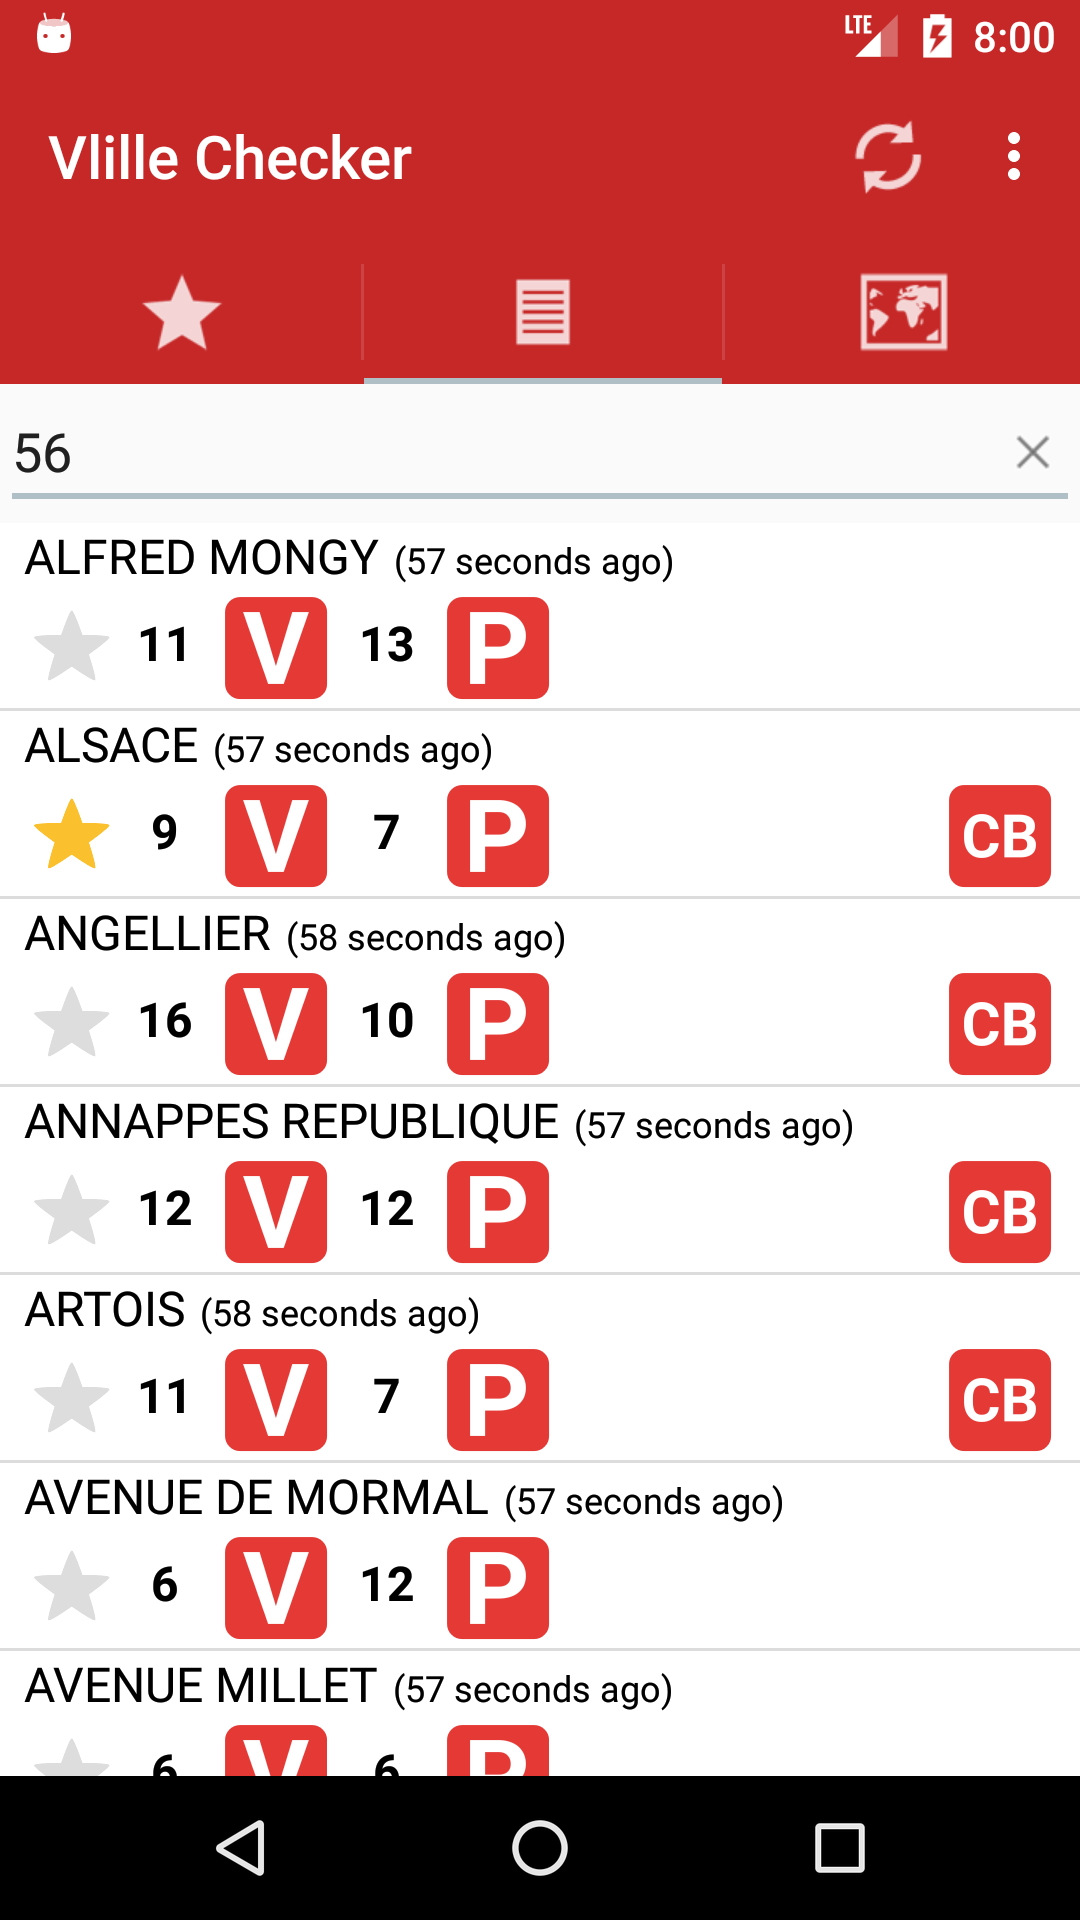 LTE 8:00
Vlille Checker
56
ALFRED MONGY (57 seconds ago)
11 V 13 P
ALSACE (57 seconds ago)
9 V 7 P CB
ANGELLIER (58 seconds ago)
16 V 10 P CB
ANNAPPES REPUBLIQUE (57 seconds ago)
12 V 12 P CB
ARTOIS (58 seconds ago)
11 V 7 P CB
AVENUE DE MORMAL (57 seconds ago)
6 V 12 P
AVENUE MILLET (57 seconds ago)
6 V 6 P